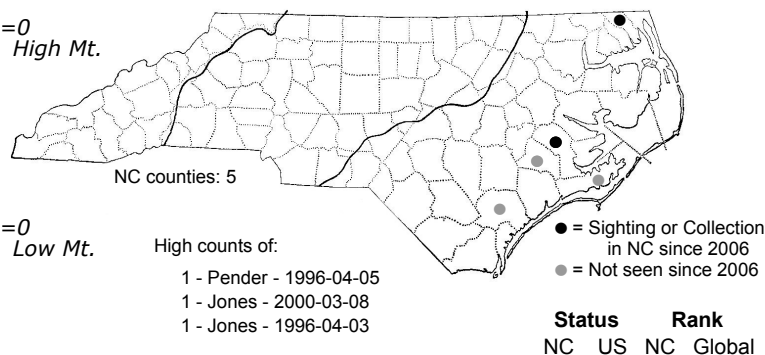 =0
High Mt.
NC counties: 5
=0
Low Mt.
High counts of:
1 - Pender - 1996-04-05
1 - Jones - 2000-03-08
1 - Jones - 1996-04-03
● = Sighting or Collection
in NC since 2006
● = Not seen since 2006
Status Rank
NC US NC Global